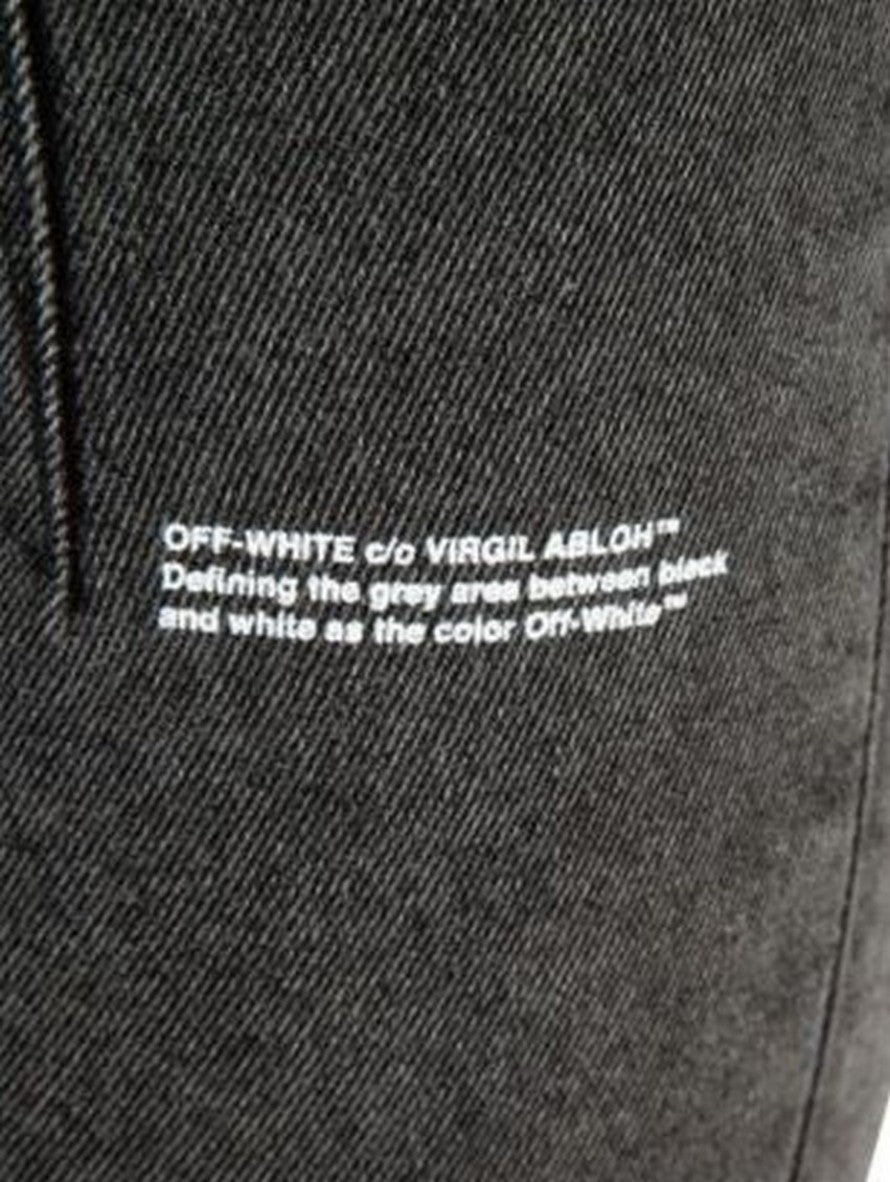 OFF-WHITE c/o VIRGIL ABLOH™
Defining the grey area between black
and white as the color Off-White™